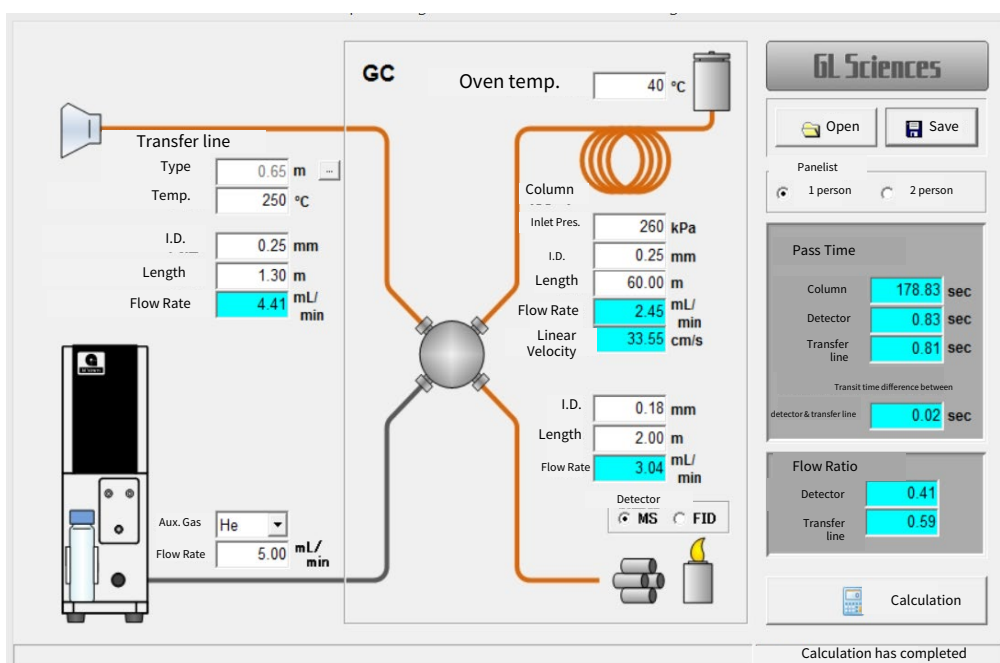 GC
Oven temp.
40 °C
Transfer line
Type
0.65 m ...
Temp.
250 °C
I.D.
0.25 mm
Length
1.30 m
Flow Rate
4.41 mL/
min
Column
Inlet Pres.
260 kPa
I.D.
0.25 mm
Length
60.00 m
Flow Rate
2.45 mL/
min
Linear
Velocity
33.55 cm/s
I.D.
0.18 mm
Length
2.00 m
Flow Rate
3.04 mL/
min
Detector
MS FID
Aux. Gas
He
Flow Rate
5.00 mL/
min
GL Sciences
Open Save
Panelist
1 person 2 person
Pass Time
Column
178.83 sec
Detector
0.83 sec
Transfer
line
0.81 sec
Transit time difference between
detector & transfer line
0.02 sec
Flow Ratio
Detector
0.41
Transfer
line
0.59
Calculation
Calculation has completed